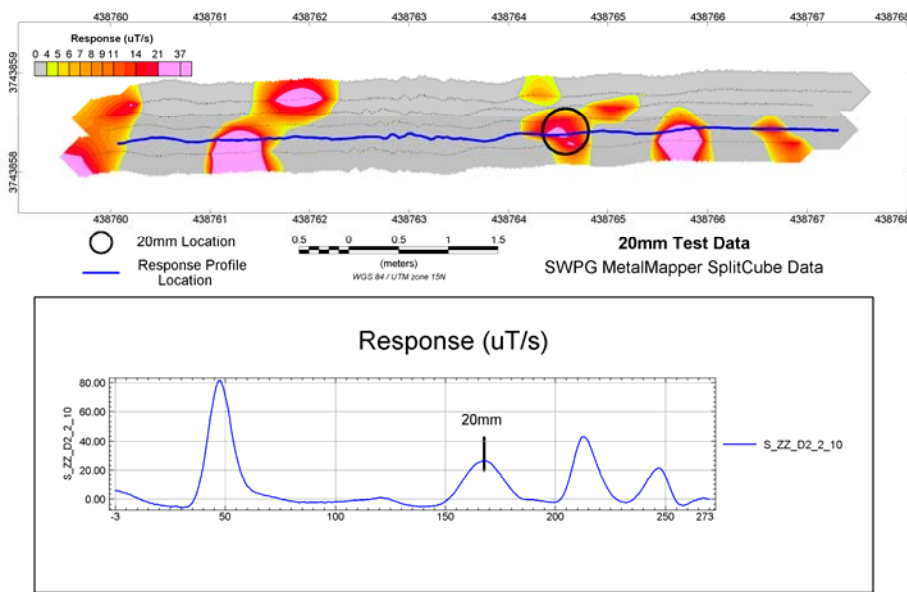 438760 438761 438762 438763 438764 438765 438766 438767 438768
Response (uT/s)
0 4 5 6 7 8 9 11 14 21 37
3743859
3743858
438760 438761 438762 438763 438764 438765 438766 438767 438768
20mm Location
Response Profile
Location
0.5 0 0.5 1 1.5
(meters)
WGS 84 / UTM zone 15N
20mm Test Data
SWPG MetalMapper SplitCube Data
Response (uT/s)
S_ZZ_D2_2_10
80.00
60.00
40.00
20.00
0.00
20mm
S_ZZ_D2_2_10
-3 50 100 150 200 250 273